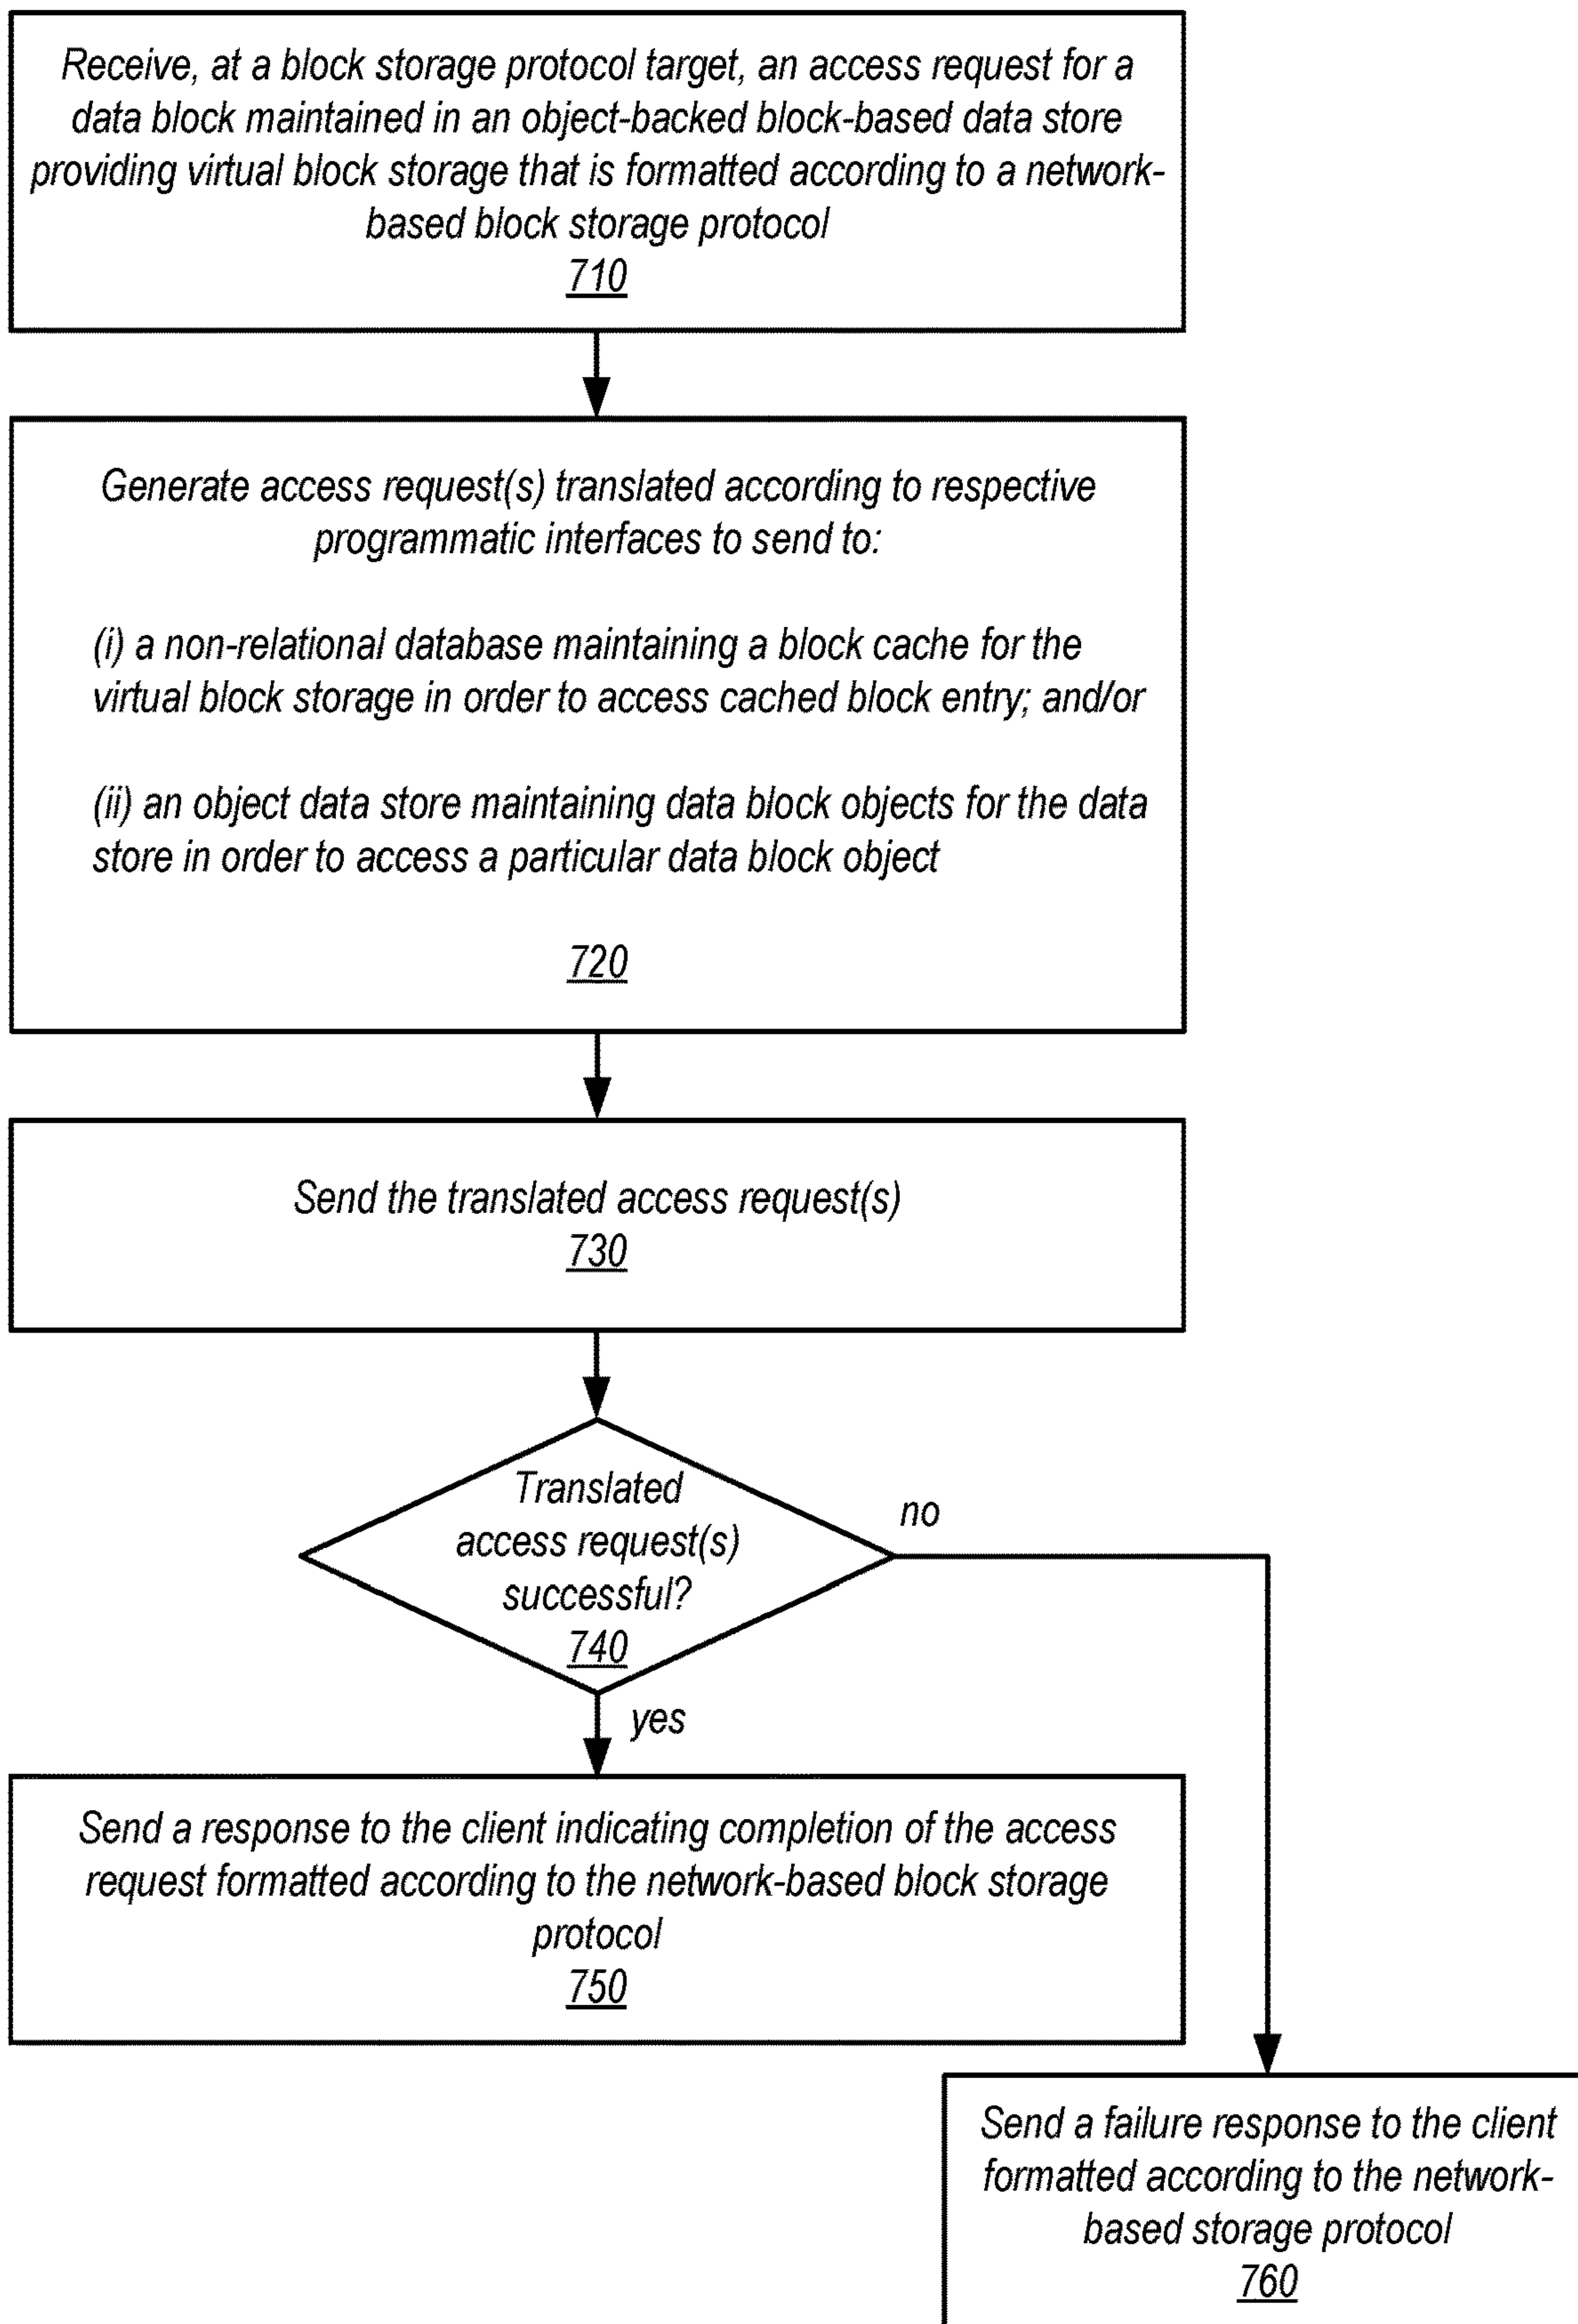 Receive, at a block storage protocol target, an access request for a
data block maintained in an object-backed block-based data store
providing virtual block storage that is formatted according to a network-
based block storage protocol
710
Generate access request(s) translated according to respective
programmatic interfaces to send to:
(i) a non-relational database maintaining a block cache for the
virtual block storage in order to access cached block entry; and/or
(ii) an object data store maintaining data block objects for the data
store in order to access a particular data block object
720
Send the translated access request(s)
730
Translated
access request(s)
successful?
740
no
yes
Send a response to the client indicating completion of the access
request formatted according to the network-based block storage
protocol
750
Send a failure response to the client
formatted according to the network-
based storage protocol
760